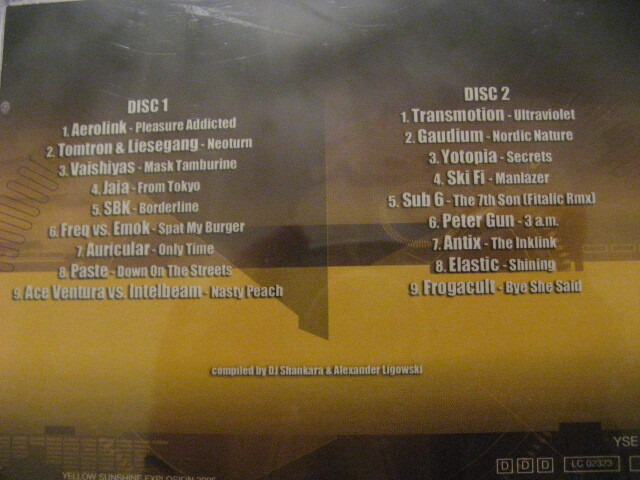 DISC 1
1. Aerolink - Pleasure Addicted
2. Tomtron & Liesegang - Neoturn
3. Vaishiyas - Mask Tamburine
4. Jaia - From Tokyo
5. SBK - Borderline
6. Freq vs. Emok - Spat My Burger
7. Auricular - Only Time
8. Paste - Down On The Streets
9. Ace Ventura vs. Intelbeam - Nasty Peach
DISC 2
1. Transmotion - Ultraviolet
2. Gaudium - Nordic Nature
3. Yotopia - Secrets
4. Ski Fi - Manlazer
5. Sub 6 - The 7th Son (Fitalic Rmx)
6. Peter Gun - 3 a.m.
7. Antix - The Inklink
8. Elastic - Shining
9. Frogacult - Bye She Said
compiled by DJ Shankara & Alexander Ligowski
YSE
D D D LC 02323
YELLOW SUNSHINE EXPLOSION